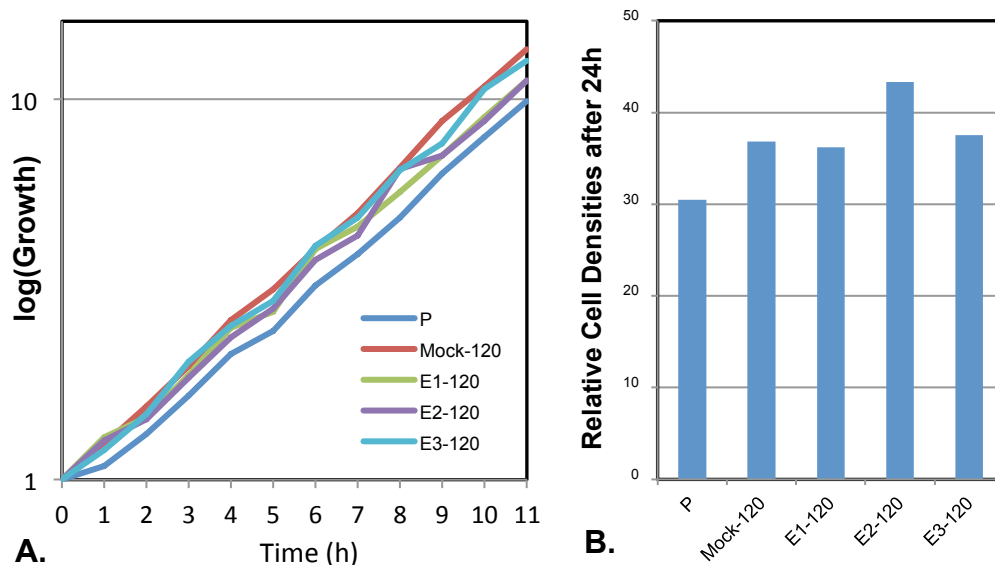 log(Growth)
10
1
P
Mock-120
E1-120
E2-120
E3-120
0 1 2 3 4 5 6 7 8 9 10 11
Time (h)
A.
Relative Cell Densities after 24h
50
40
30
20
10
0
P
Mock-120
E1-120
E2-120
E3-120
B.